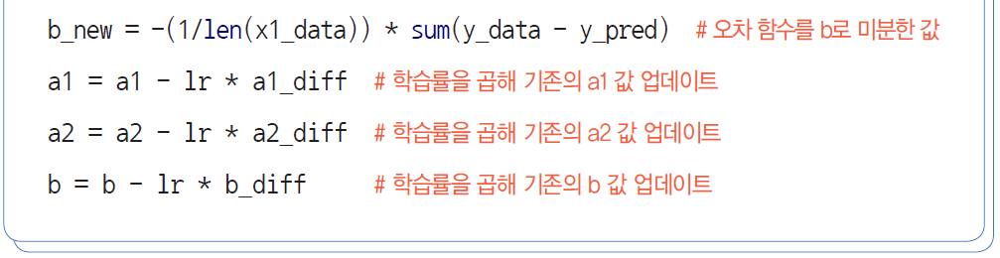 b_new = -(1/len(x1_data)) * sum(y_data - y_pred) # 오차 함수를 b로 미분한 값
a1 = a1 - lr * a1_diff # 학습률을 곱해 기존의 a1 값 업데이트
a2 = a2 - lr * a2_diff # 학습률을 곱해 기존의 a2 값 업데이트
b = b - lr * b_diff # 학습률을 곱해 기존의 b 값 업데이트